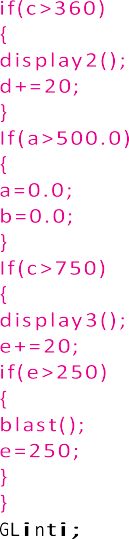 if(c>360)
{
display2();
d+=20;
}
If(a>500.0)
{
a=0.0;
b=0.0;
}
If(c>750)
{
display3();
e+=20;
if(e>250)
{
blast();
e=250;
}
}
GLinti;